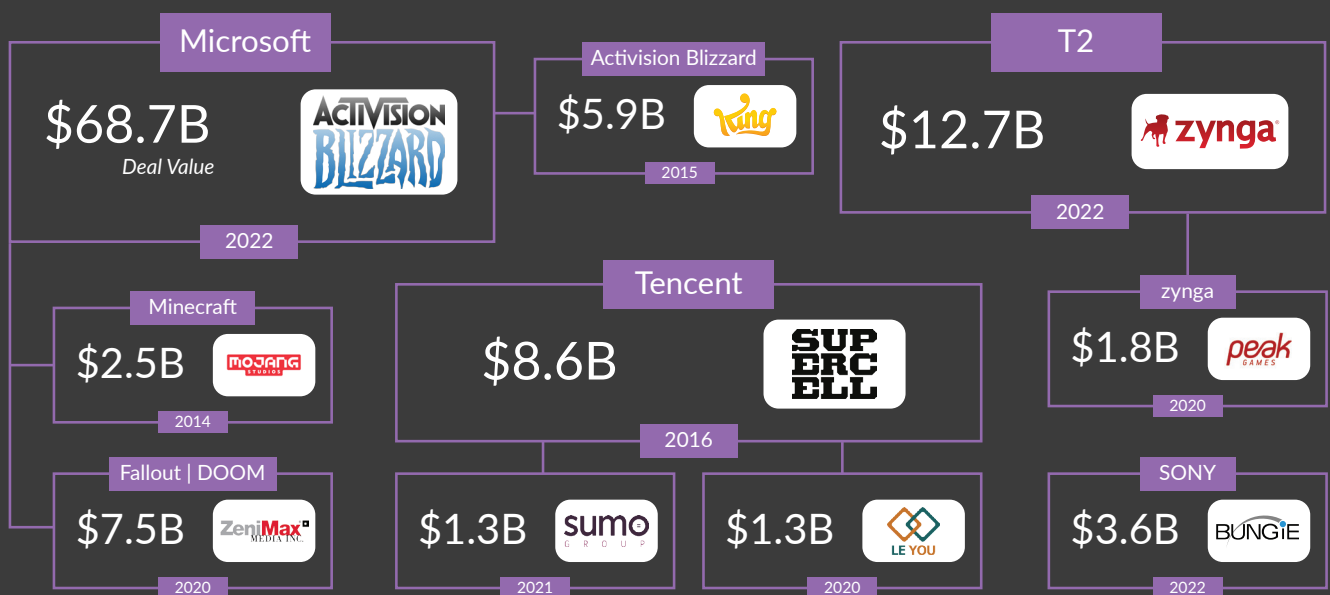 Microsoft
$68.7B
Deal Value
ACTIVISION
BLIZZARD
2022
Activision Blizzard
$5.9B
King
2015
T2
$12.7B
zynga
2022
Minecraft
$2.5B
MOJANG
STUDIOS
2014
Tencent
$8.6B
SUP
ERC
ELL
2016
zynga
$1.8B
peak
GAMES
2020
Fallout | DOOM
$7.5B
ZeniMax
MEDIA INC.
2020
$1.3B
sumo
GROUP
2021
$1.3B
LE YOU
2020
SONY
$3.6B
BUNGiE
2022